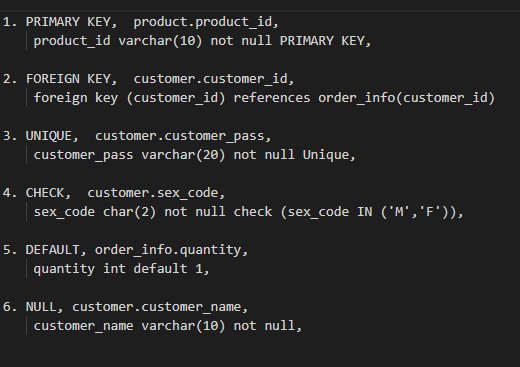 1. PRIMARY KEY,  product.product_id,
product_id varchar(10) not null PRIMARY KEY,
2. FOREIGN KEY,  customer.customer_id,
foreign key (customer_id) references order_info(customer_id)
3. UNIQUE,  customer.customer_pass,
customer_pass varchar(20) not null Unique,
4. CHECK,  customer.sex_code,
sex_code char(2) not null check (sex_code IN ('M','F')),
5. DEFAULT, order_info.quantity,
quantity int default 1,
6. NULL, customer.customer_name,
customer_name varchar(10) not null,